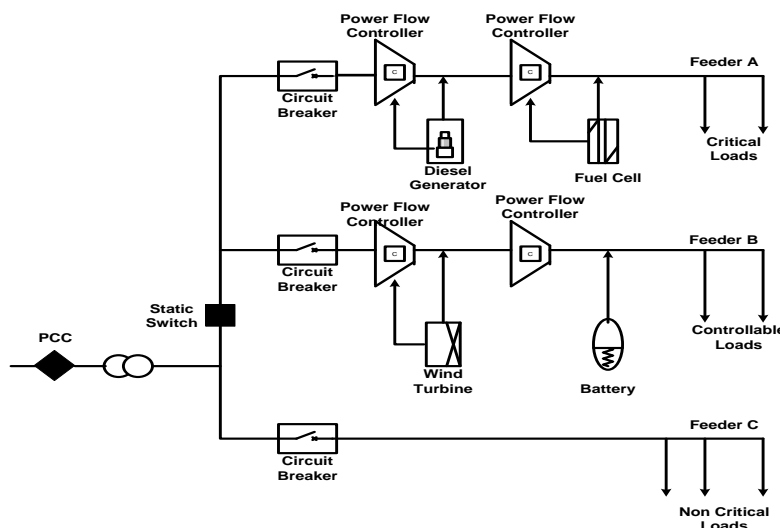 Power Flow
Controller
Power Flow
Controller
C
C
Feeder A
Circuit
Breaker
Diesel
Generator
Fuel Cell
Critical
Loads
Power Flow
Controller
Power Flow
Controller
C
C
Feeder B
Circuit
Breaker
Static
Switch
PCC
Wind
Turbine
Battery
Controllable
Loads
Feeder C
Circuit
Breaker
Non Critical
Loads